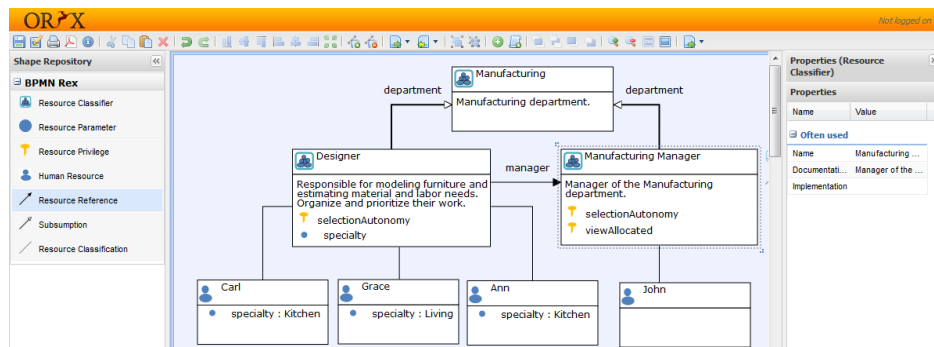 ORYX
Not logged on
Shape Repository
BPMN Rex
Resource Classifier
Resource Parameter
Resource Privilege
Human Resource
Resource Reference
Subsumption
Resource Classification
Manufacturing
Manufacturing department.
department
department
Designer
Responsible for modeling furniture and
estimating material and labor needs.
Organize and prioritize their work.
selectionAutonomy
specialty
manager
Manufacturing Manager
Manager of the Manufacturing
department.
selectionAutonomy
viewAllocated
Carl
specialty : Kitchen
Grace
specialty : Living
Ann
specialty : Kitchen
John
Properties (Resource
Classifier)
Properties
Name Value
Often used
Name Manufacturing ...
Documentati... Manager of the ...
Implementation